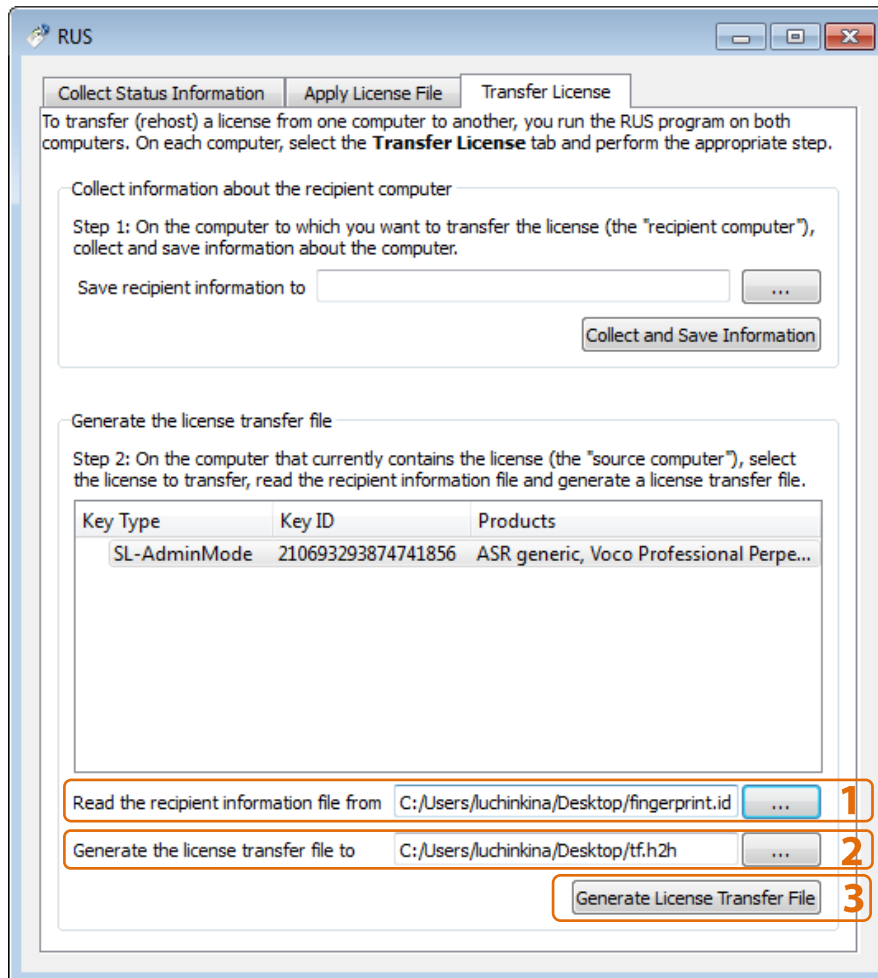 RUS
Collect Status Information
Apply License File
Transfer License
To transfer (rehost) a license from one computer to another, you run the RUS program on both
computers. On each computer, select the Transfer License tab and perform the appropriate step.
Collect information about the recipient computer
Step 1: On the computer to which you want to transfer the license (the "recipient computer"),
collect and save information about the computer.
Save recipient information to ...
Collect and Save Information
Generate the license transfer file
Step 2: On the computer that currently contains the license (the "source computer"), select
the license to transfer, read the recipient information file and generate a license transfer file.
Key Type Key ID Products
SL-AdminMode 210693293874741856 ASR generic, Voco Professional Perpe...
Read the recipient information file from C:/Users/luchinkina/Desktop/fingerprint.id ... 1
Generate the license transfer file to C:/Users/luchinkina/Desktop/tf.h2h ... 2
Generate License Transfer File 3